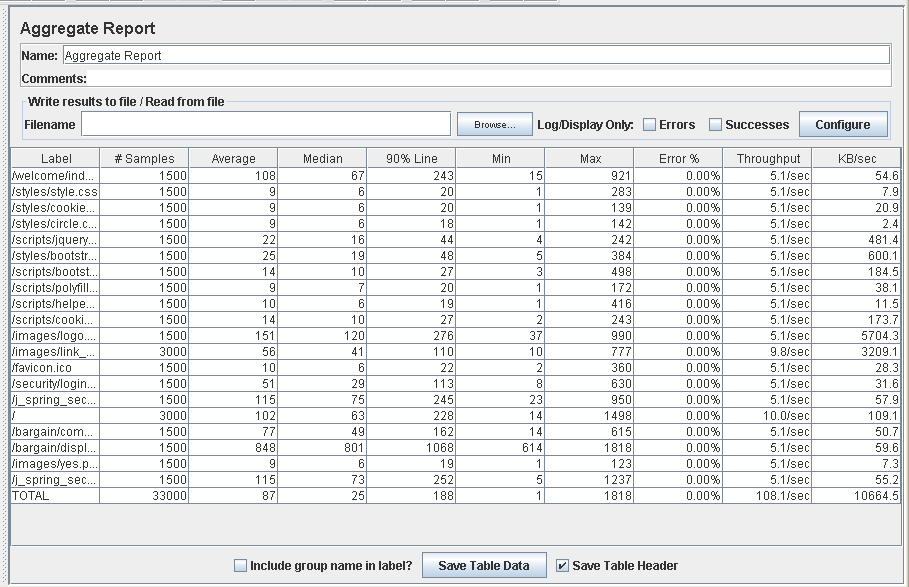 Aggregate Report
Name: Aggregate Report
Comments:
Write results to file / Read from file
Filename Browse... Log/Display Only: Errors Successes Configure
Label # Samples Average Median 90% Line Min Max Error % Throughput KB/sec
/welcome/ind... 1500 108 67 243 15 921 0.00% 5.1/sec 54.6
/styles/style.css 1500 9 6 20 1 283 0.00% 5.1/sec 7.9
/styles/cookie... 1500 9 6 20 1 139 0.00% 5.1/sec 20.9
/styles/circle.c... 1500 9 6 18 1 142 0.00% 5.1/sec 2.4
/scripts/jquery... 1500 22 16 44 4 242 0.00% 5.1/sec 481.4
/styles/bootstr... 1500 25 19 48 5 384 0.00% 5.1/sec 600.1
/scripts/bootst... 1500 14 10 27 3 498 0.00% 5.1/sec 184.5
/scripts/polyfill... 1500 9 7 20 1 172 0.00% 5.1/sec 38.1
/scripts/helpe... 1500 10 6 19 1 416 0.00% 5.1/sec 11.5
/scripts/cooki... 1500 14 10 27 2 243 0.00% 5.1/sec 173.7
/images/logo.... 1500 151 120 276 37 990 0.00% 5.1/sec 5704.3
/images/link_... 3000 56 41 110 10 777 0.00% 9.8/sec 3209.1
/favicon.ico 1500 10 6 22 2 360 0.00% 5.1/sec 28.3
/security/login... 1500 51 29 113 8 630 0.00% 5.1/sec 31.6
/j_spring_sec... 1500 115 75 245 23 950 0.00% 5.1/sec 57.9
/ 3000 102 63 228 14 1498 0.00% 10.0/sec 109.1
/bargain/com... 1500 77 49 162 14 615 0.00% 5.1/sec 50.7
/bargain/displ... 1500 848 801 1068 614 1818 0.00% 5.1/sec 59.6
/images/yes.p... 1500 9 6 19 1 123 0.00% 5.1/sec 7.3
/j_spring_sec... 1500 115 73 252 5 1237 0.00% 5.1/sec 55.2
TOTAL 33000 87 25 188 1 1818 0.00% 108.1/sec 10664.5
Include group name in label? Save Table Data Save Table Header